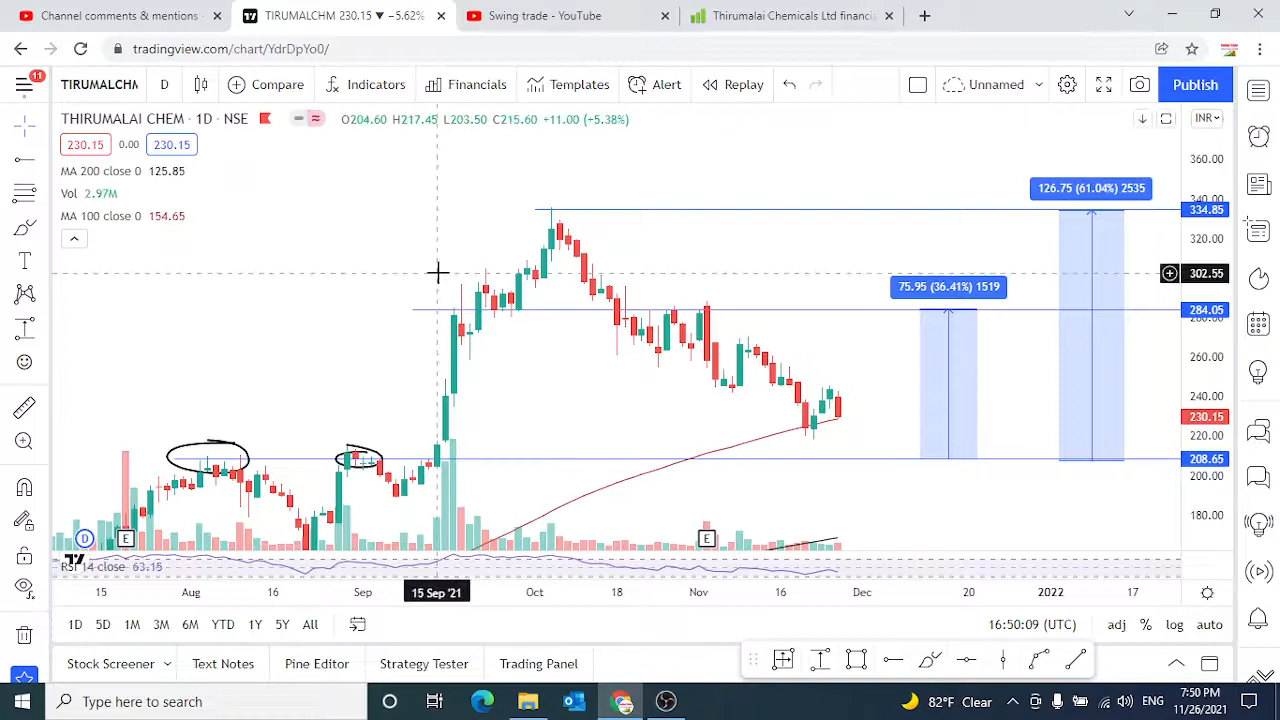 Channel comments & mentions
TIRUMALCHM 230.15 ▼ −5.62%
Swing trade - YouTube
Thirumalai Chemicals Ltd financi
tradingview.com/chart/YdrDpYo0/
11
TIRUMALCHM
D
Compare
Indicators
Financials
Templates
Alert
Replay
Unnamed
Publish
THIRUMALAI CHEM · 1D · NSE
O204.60 H217.45 L203.50 C215.60 +11.00 (+5.38%)
INR
230.15
0.00
230.15
MA 200 close 0 125.85
Vol 2.97M
MA 100 close 0 154.65
360.00
340.00
126.75 (61.04%) 2535
334.85
320.00
302.55
75.95 (36.41%) 1519
284.05
280.00
260.00
240.00
230.15
220.00
208.65
200.00
180.00
D
E
E
RSI 14 close
15
Aug
16
Sep
15 Sep '21
Oct
18
Nov
16
Dec
20
2022
17
1D
5D
1M
3M
6M
YTD
1Y
5Y
All
16:50:09 (UTC)
adj
%
log
auto
Stock Screener
Text Notes
Pine Editor
Strategy Tester
Trading Panel
Type here to search
82°F Clear
ENG
7:50 PM
11/26/2021